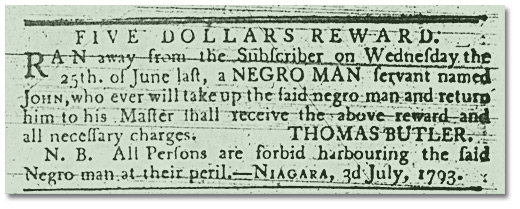 FIVE DOLLARS REWARD.
RAN away from the Subscriber on Wednesday the
25th. of June laſt, a NEGRO MAN ſervant named
JOHN, who ever will take up the ſaid negro man and return
him to his Maſter ſhall receive the above reward and
all neceſſary charges. THOMAS BUTLER.
N. B. All Perſons are forbid harbouring the ſaid
Negro man at their peril.—NIAGARA, 3d July, 1793.